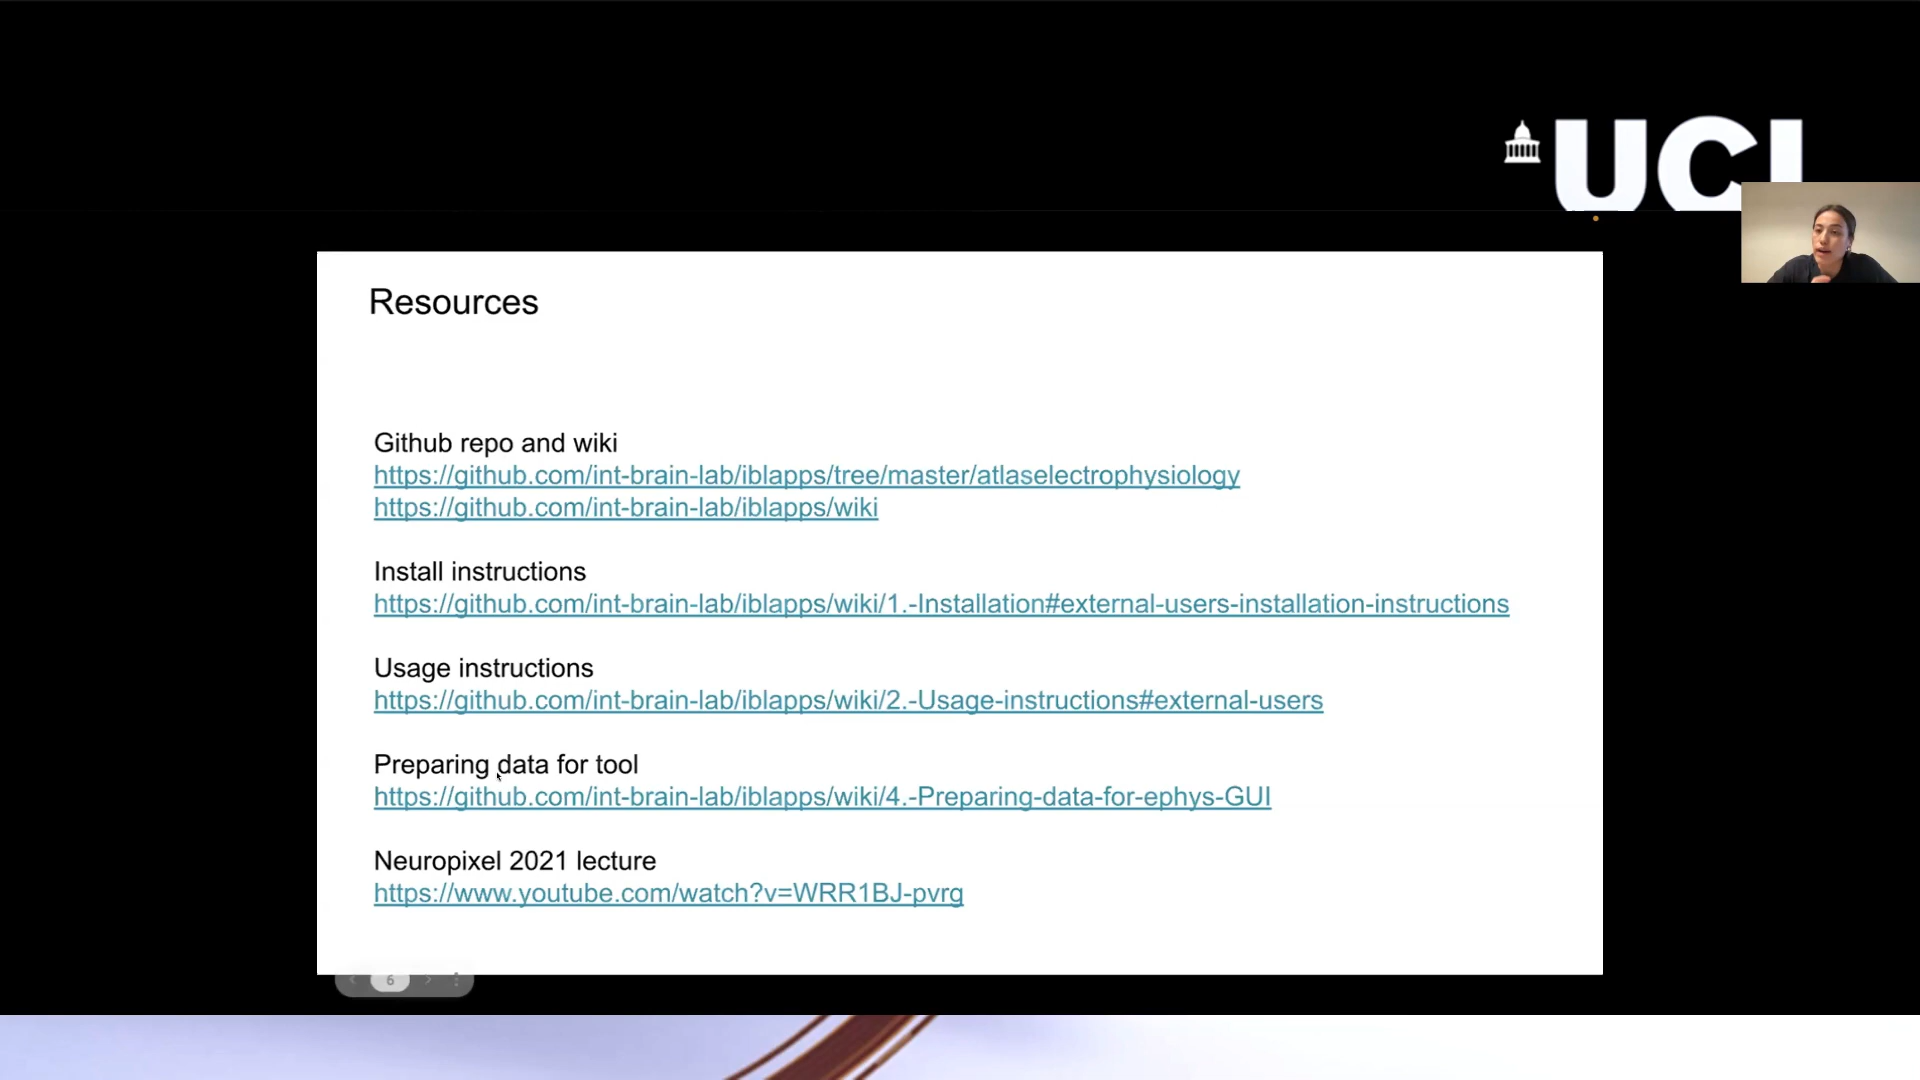 UCL
Resources
Github repo and wiki
https://github.com/int-brain-lab/iblapps/tree/master/atlaselectrophysiology
https://github.com/int-brain-lab/iblapps/wiki
Install instructions
https://github.com/int-brain-lab/iblapps/wiki/1.-Installation#external-users-installation-instructions
Usage instructions
https://github.com/int-brain-lab/iblapps/wiki/2.-Usage-instructions#external-users
Preparing data for tool
https://github.com/int-brain-lab/iblapps/wiki/4.-Preparing-data-for-ephys-GUI
Neuropixel 2021 lecture
https://www.youtube.com/watch?v=WRR1BJ-pvrg
6